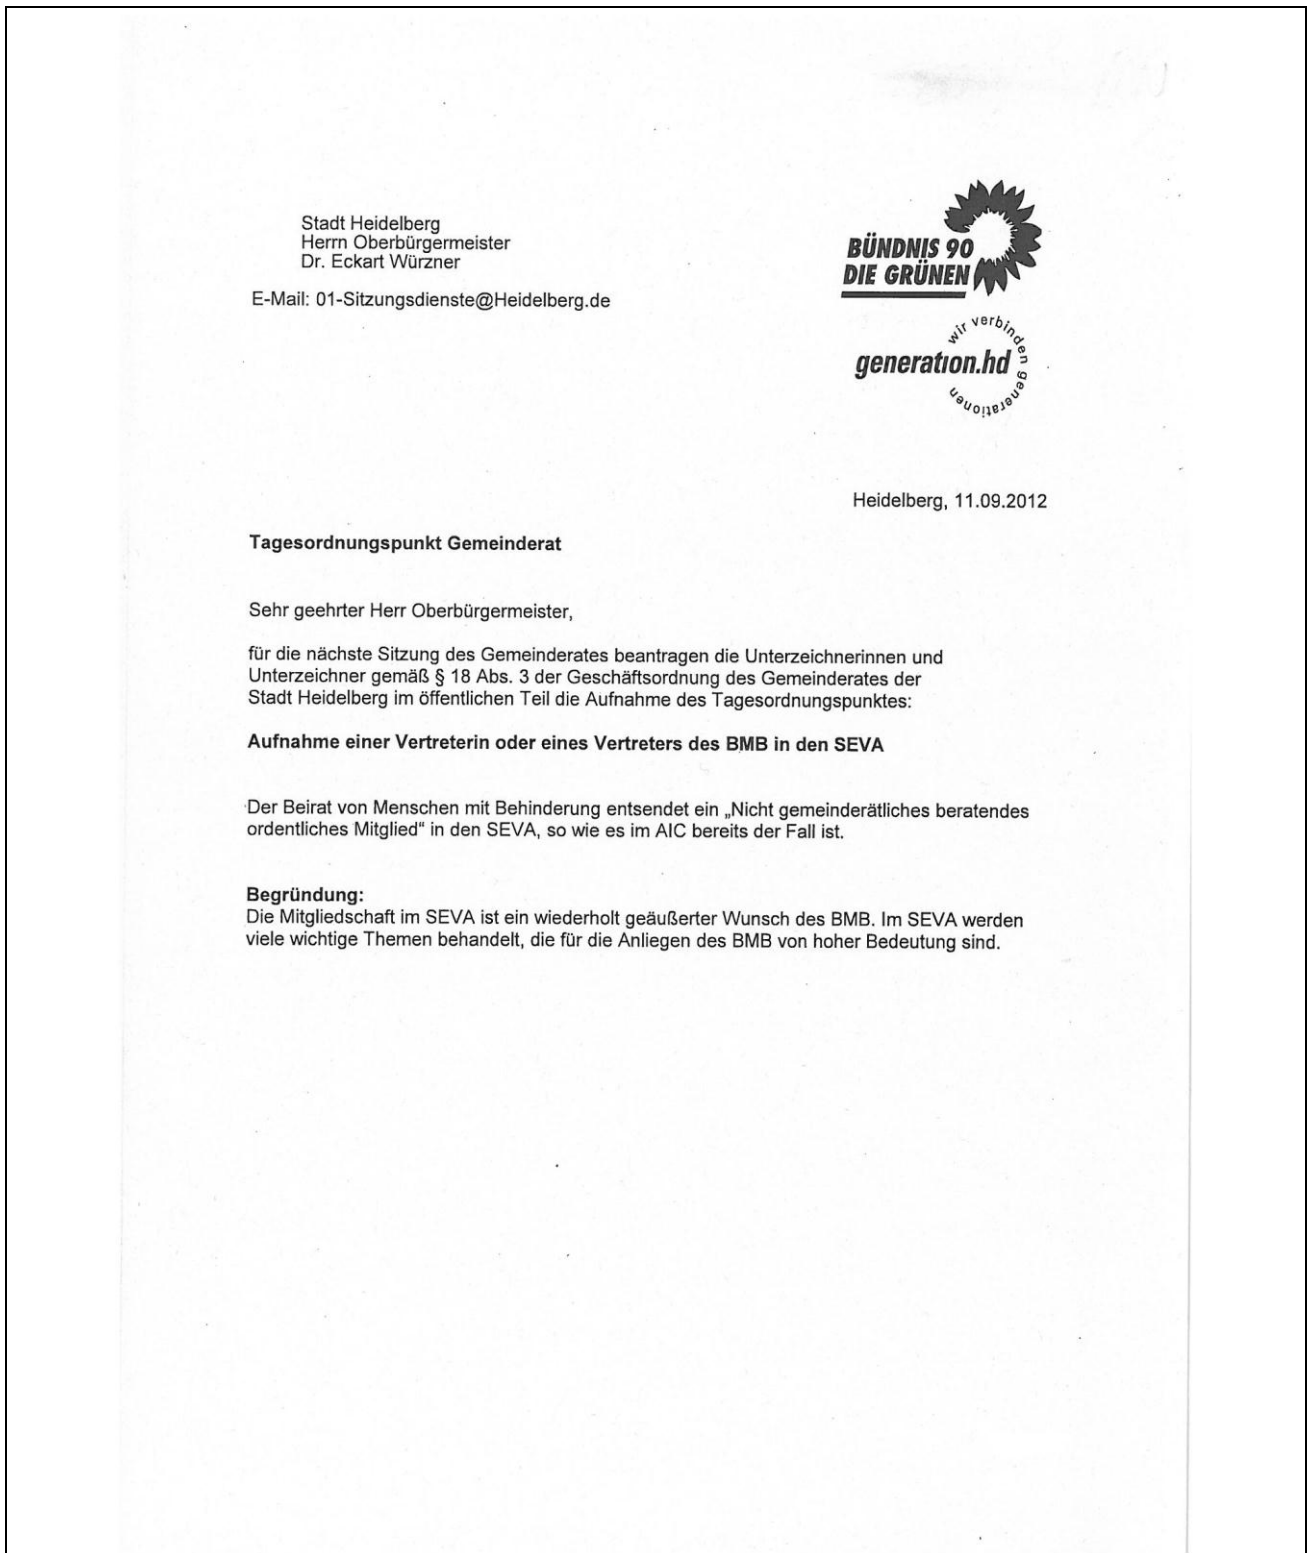 Stadt Heidelberg
Herrn Oberbürgermeister
Dr. Eckart Würzner
E-Mail: 01-Sitzungsdienste@Heidelberg.de
BÜNDNIS 90
DIE GRÜNEN
wir verbinden generationen
generation.hd
Heidelberg, 11.09.2012
Tagesordnungspunkt Gemeinderat
Sehr geehrter Herr Oberbürgermeister,
für die nächste Sitzung des Gemeinderates beantragen die Unterzeichnerinnen und
Unterzeichner gemäß § 18 Abs. 3 der Geschäftsordnung des Gemeinderates der
Stadt Heidelberg im öffentlichen Teil die Aufnahme des Tagesordnungspunktes:
Aufnahme einer Vertreterin oder eines Vertreters des BMB in den SEVA
Der Beirat von Menschen mit Behinderung entsendet ein „Nicht gemeinderätliches beratendes
ordentliches Mitglied“ in den SEVA, so wie es im AIC bereits der Fall ist.
Begründung:
Die Mitgliedschaft im SEVA ist ein wiederholt geäußerter Wunsch des BMB. Im SEVA werden
viele wichtige Themen behandelt, die für die Anliegen des BMB von hoher Bedeutung sind.